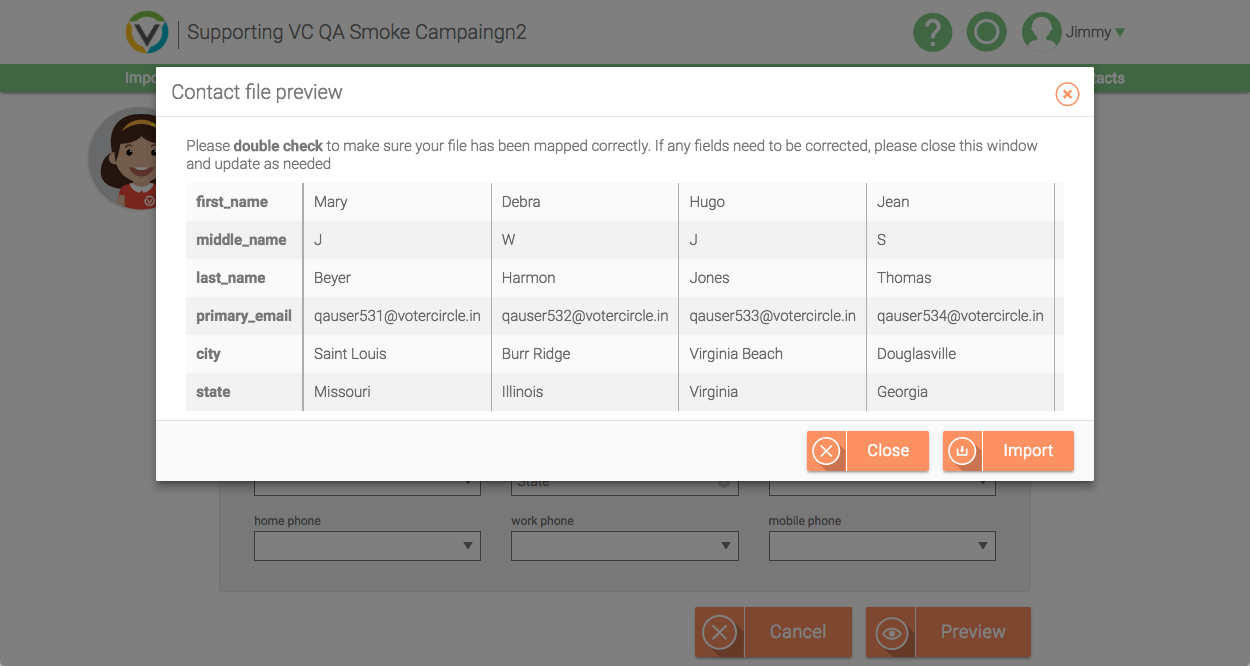 Supporting VC QA Smoke Campaingn2
?
Jimmy
Impo
tacts
Contact file preview
Please double check to make sure your file has been mapped correctly. If any fields need to be corrected, please close this window
and update as needed
first_name Mary Debra Hugo Jean
middle_name J W J S
last_name Beyer Harmon Jones Thomas
primary_email qauser531@votercircle.in qauser532@votercircle.in qauser533@votercircle.in qauser534@votercircle.in
city Saint Louis Burr Ridge Virginia Beach Douglasville
state Missouri Illinois Virginia Georgia
Close Import
State
home phone work phone mobile phone
Cancel Preview